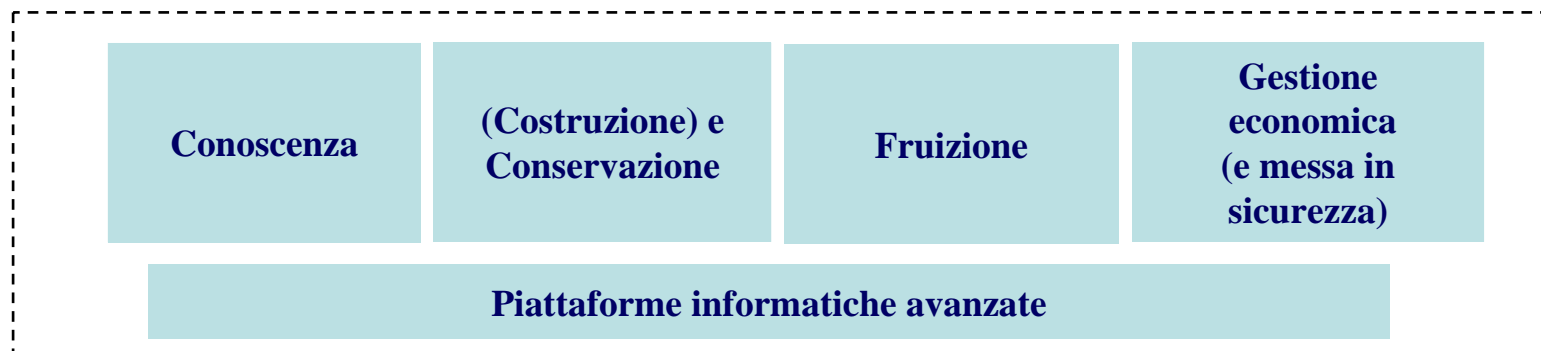 Conoscenza
(Costruzione) e
Conservazione
Fruizione
Gestione
economica
(e messa in
sicurezza)
Piattaforme informatiche avanzate